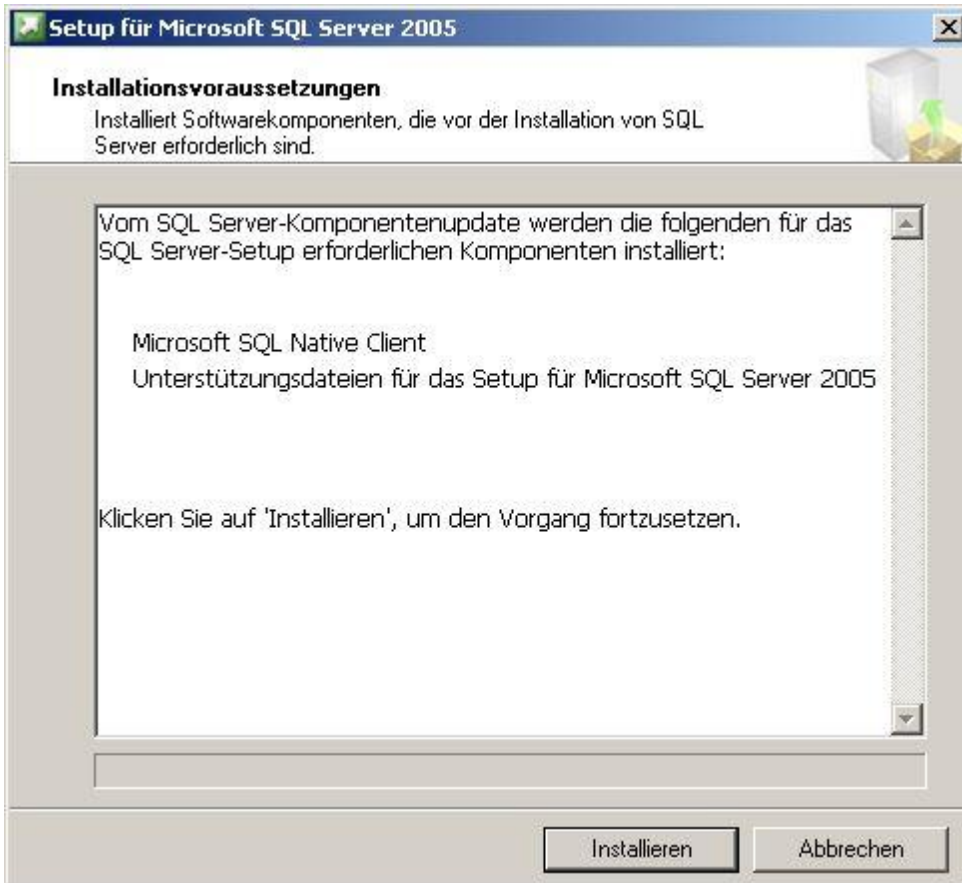 Setup für Microsoft SQL Server 2005
Installationsvoraussetzungen
Installiert Softwarekomponenten, die vor der Installation von SQL
Server erforderlich sind.
Vom SQL Server-Komponentenupdate werden die folgenden für das
SQL Server-Setup erforderlichen Komponenten installiert:
Microsoft SQL Native Client
Unterstützungsdateien für das Setup für Microsoft SQL Server 2005
Klicken Sie auf 'Installieren', um den Vorgang fortzusetzen.
Installieren
Abbrechen